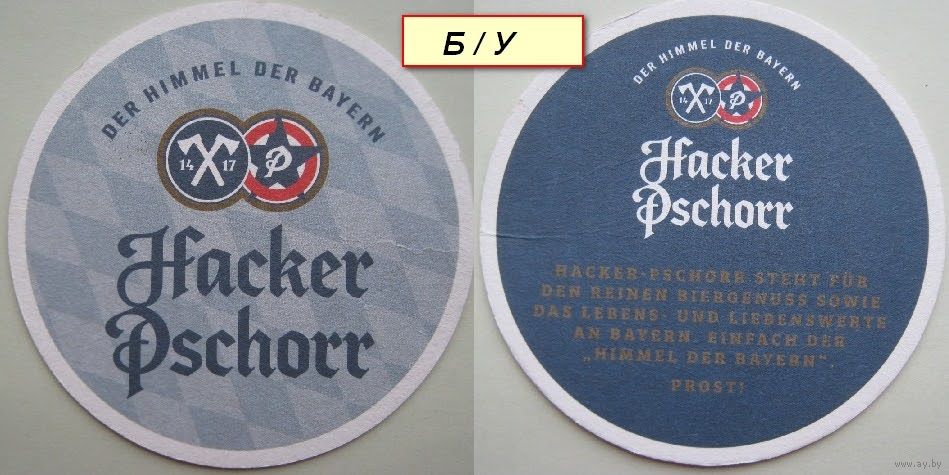 Б / У
DER HIMMEL DER BAYERN
14 17
P
Hacker
Pschorr
DER HIMMEL DER BAYERN
14 17
P
Hacker
Pschorr
HACKER-PSCHORR STEHT FÜR
DEN REINEN BIERGENUSS SOWIE
DAS LEBENS- UND LIEBENSWERTE
AN BAYERN. EINFACH DER
„HIMMEL DER BAYERN“.
PROST!
www.ay.by